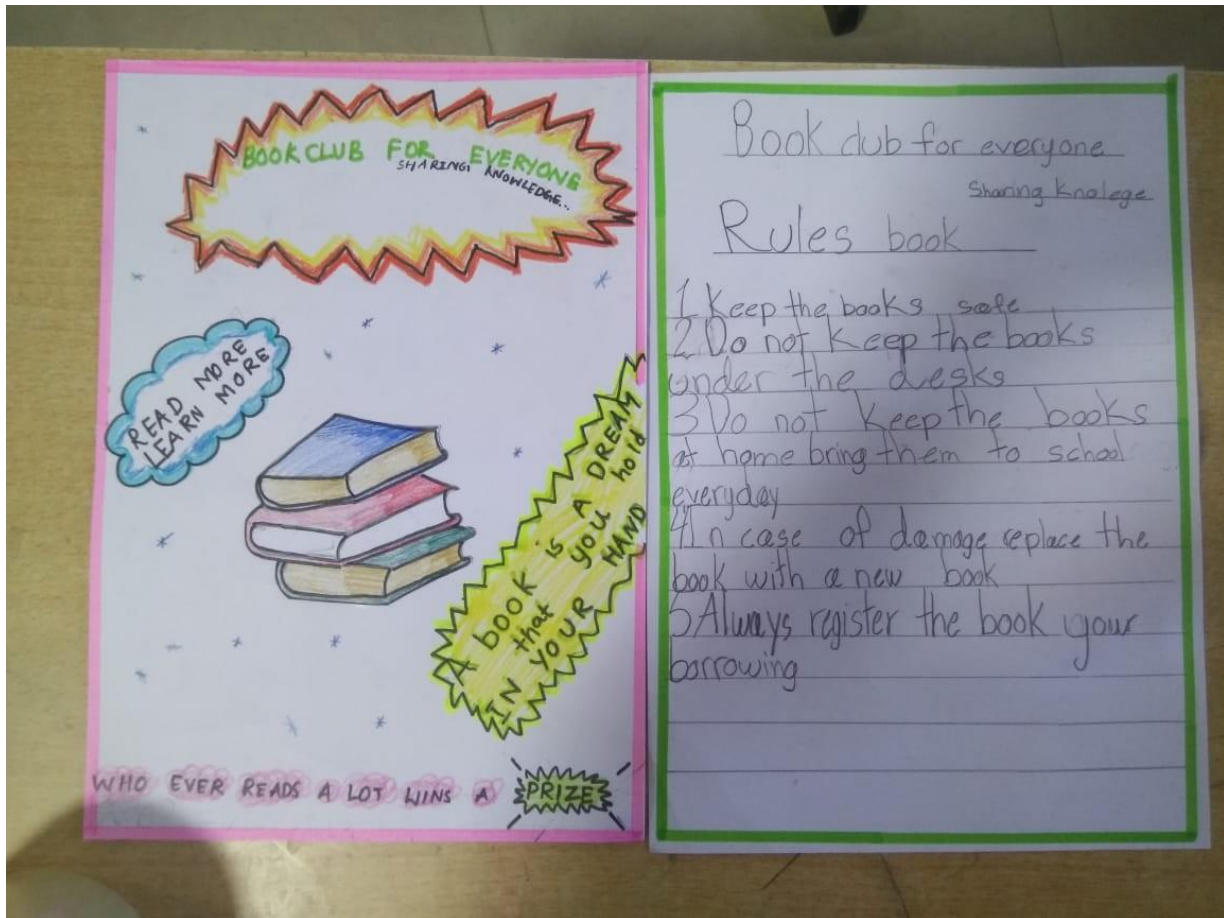 BOOK CLUB FOR EVERYONE
SHARING KNOWLEDGE...
READ MORE
LEARN MORE
A book is A DREAM
that you hold
IN YOUR HAND
WHO EVER READS A LOT WINS A PRIZE
Book club for everyone
Sharing Knolege
Rules book
1 Keep the books safe
2 Do not keep the books
under the desks
3 Do not keep the books
at home bring them to school
everyday
4 In case of damage replace the
book with a new book
5 Always register the book your
borrowing